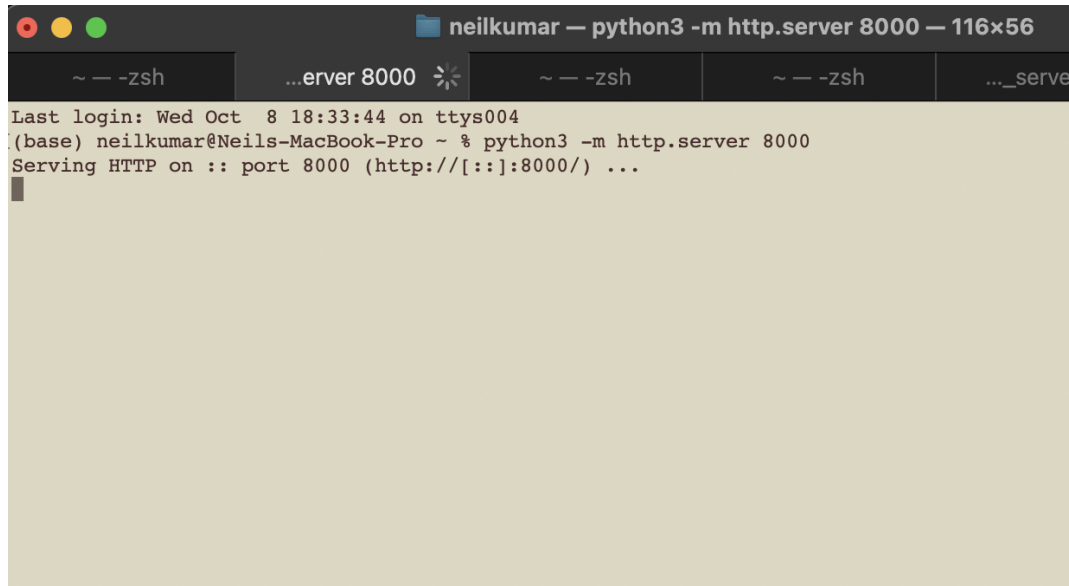 neilkumar — python3 -m http.server 8000 — 116×56
~ — -zsh
...erver 8000
~ — -zsh
~ — -zsh
..._serve
Last login: Wed Oct  8 18:33:44 on ttys004
(base) neilkumar@Neils-MacBook-Pro ~ % python3 -m http.server 8000
Serving HTTP on :: port 8000 (http://[::]:8000/) ...